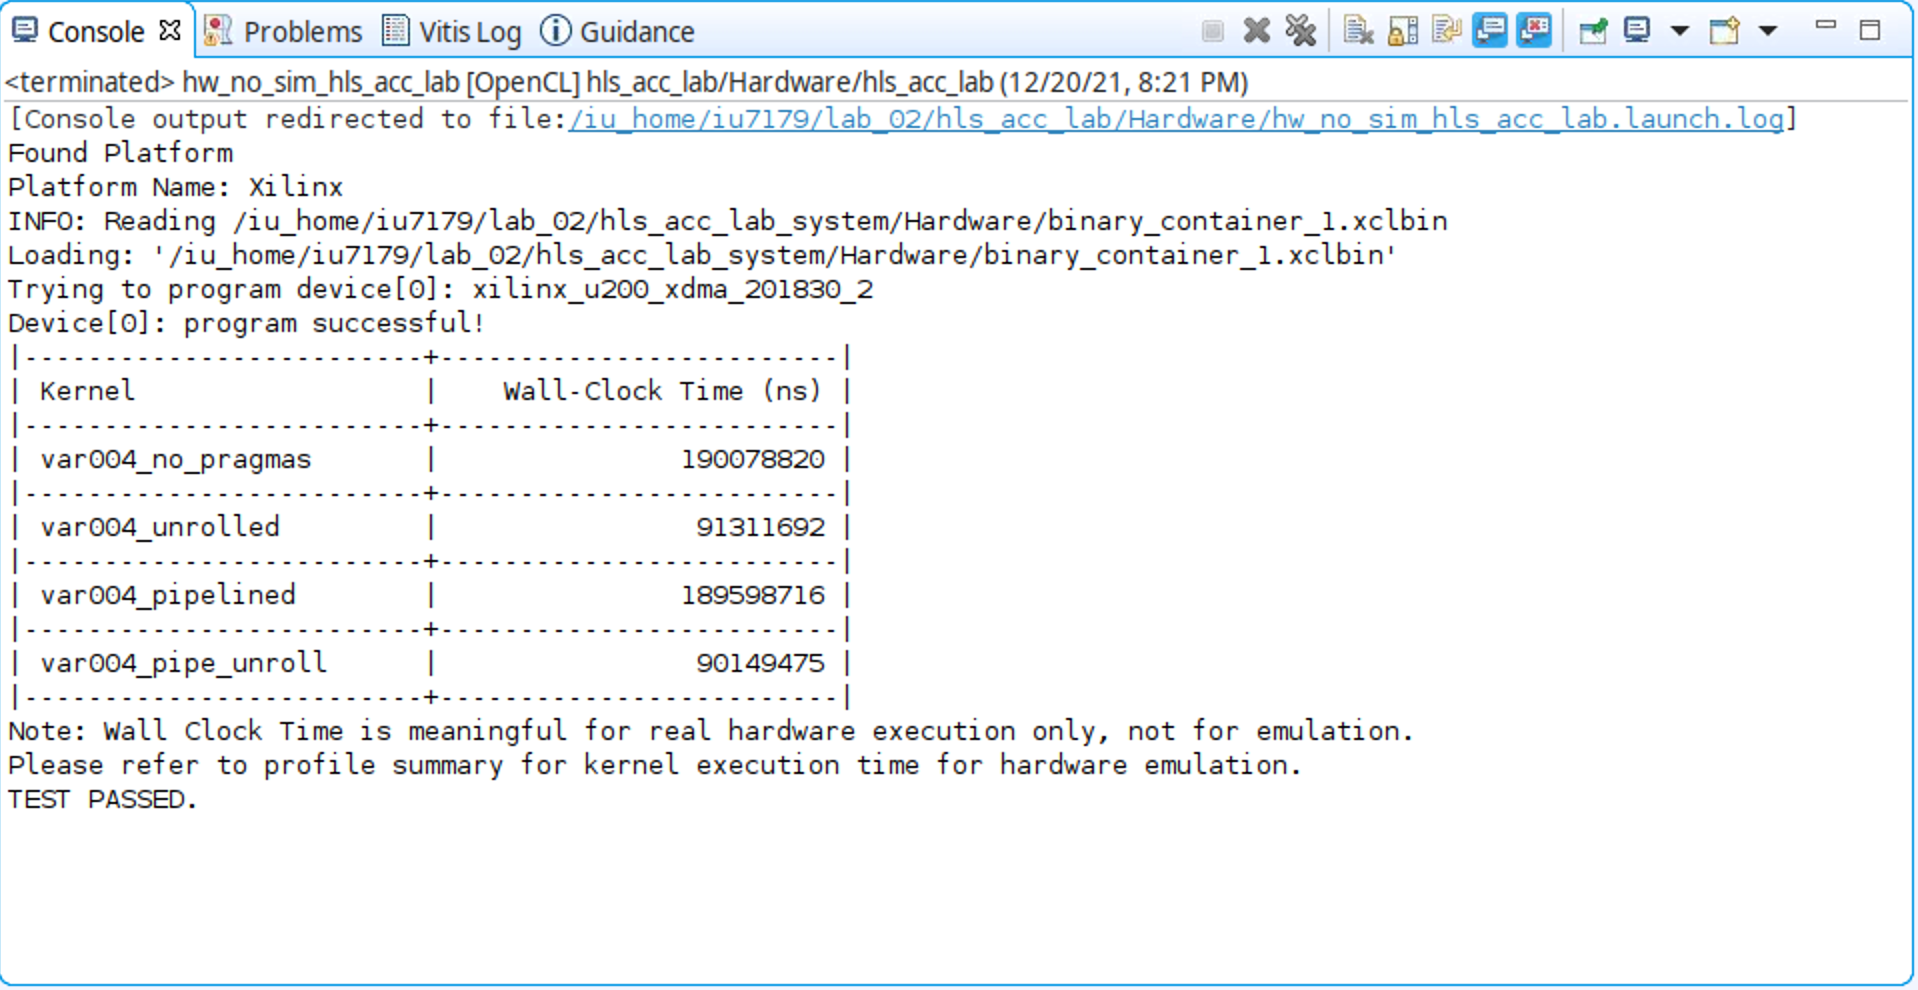 Console Problems Vitis Log Guidance
<terminated> hw_no_sim_hls_acc_lab [OpenCL] hls_acc_lab/Hardware/hls_acc_lab (12/20/21, 8:21 PM)
[Console output redirected to file:/iu_home/iu7179/lab_02/hls_acc_lab/Hardware/hw_no_sim_hls_acc_lab.launch.log]
Found Platform
Platform Name: Xilinx
INFO: Reading /iu_home/iu7179/lab_02/hls_acc_lab_system/Hardware/binary_container_1.xclbin
Loading: '/iu_home/iu7179/lab_02/hls_acc_lab_system/Hardware/binary_container_1.xclbin'
Trying to program device[0]: xilinx_u200_xdma_201830_2
Device[0]: program successful!
|-------------------------+-------------------------|
| Kernel                  |    Wall-Clock Time (ns) |
|-------------------------+-------------------------|
| var004_no_pragmas       |               190078820 |
|-------------------------+-------------------------|
| var004_unrolled         |                91311692 |
|-------------------------+-------------------------|
| var004_pipelined        |               189598716 |
|-------------------------+-------------------------|
| var004_pipe_unroll      |                90149475 |
|-------------------------+-------------------------|
Note: Wall Clock Time is meaningful for real hardware execution only, not for emulation.
Please refer to profile summary for kernel execution time for hardware emulation.
TEST PASSED.